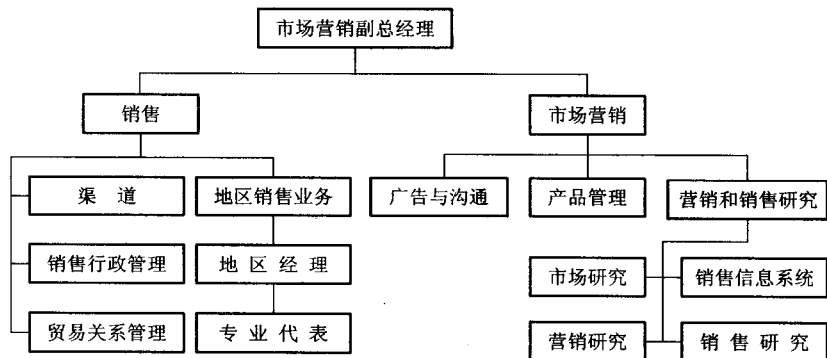 市场营销副总经理
销售
市场营销
渠 道
地区销售业务
广告与沟通
产品管理
营销和销售研究
销售行政管理
地 区 经 理
市场研究
销售信息系统
贸易关系管理
专 业 代 表
营销研究
销 售 研 究